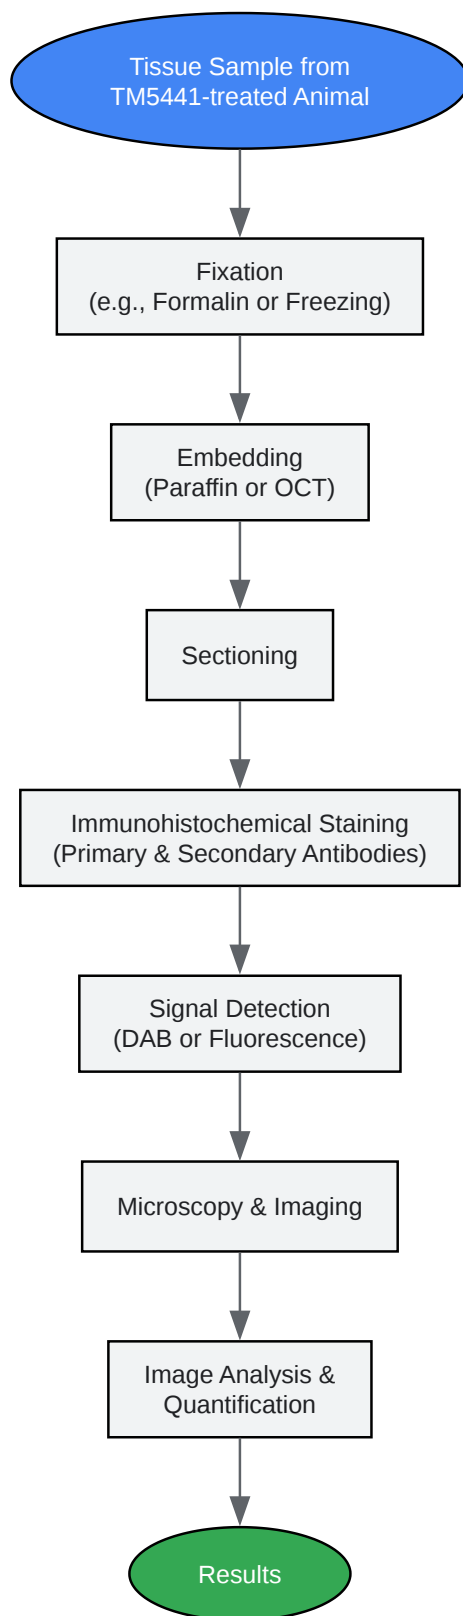 Tissue Sample from
TM5441-treated Animal
Fixation
(e.g., Formalin or Freezing)
Embedding
(Paraffin or OCT)
Sectioning
Immunohistochemical Staining
(Primary & Secondary Antibodies)
Signal Detection
(DAB or Fluorescence)
Microscopy & Imaging
Image Analysis &
Quantification
Results